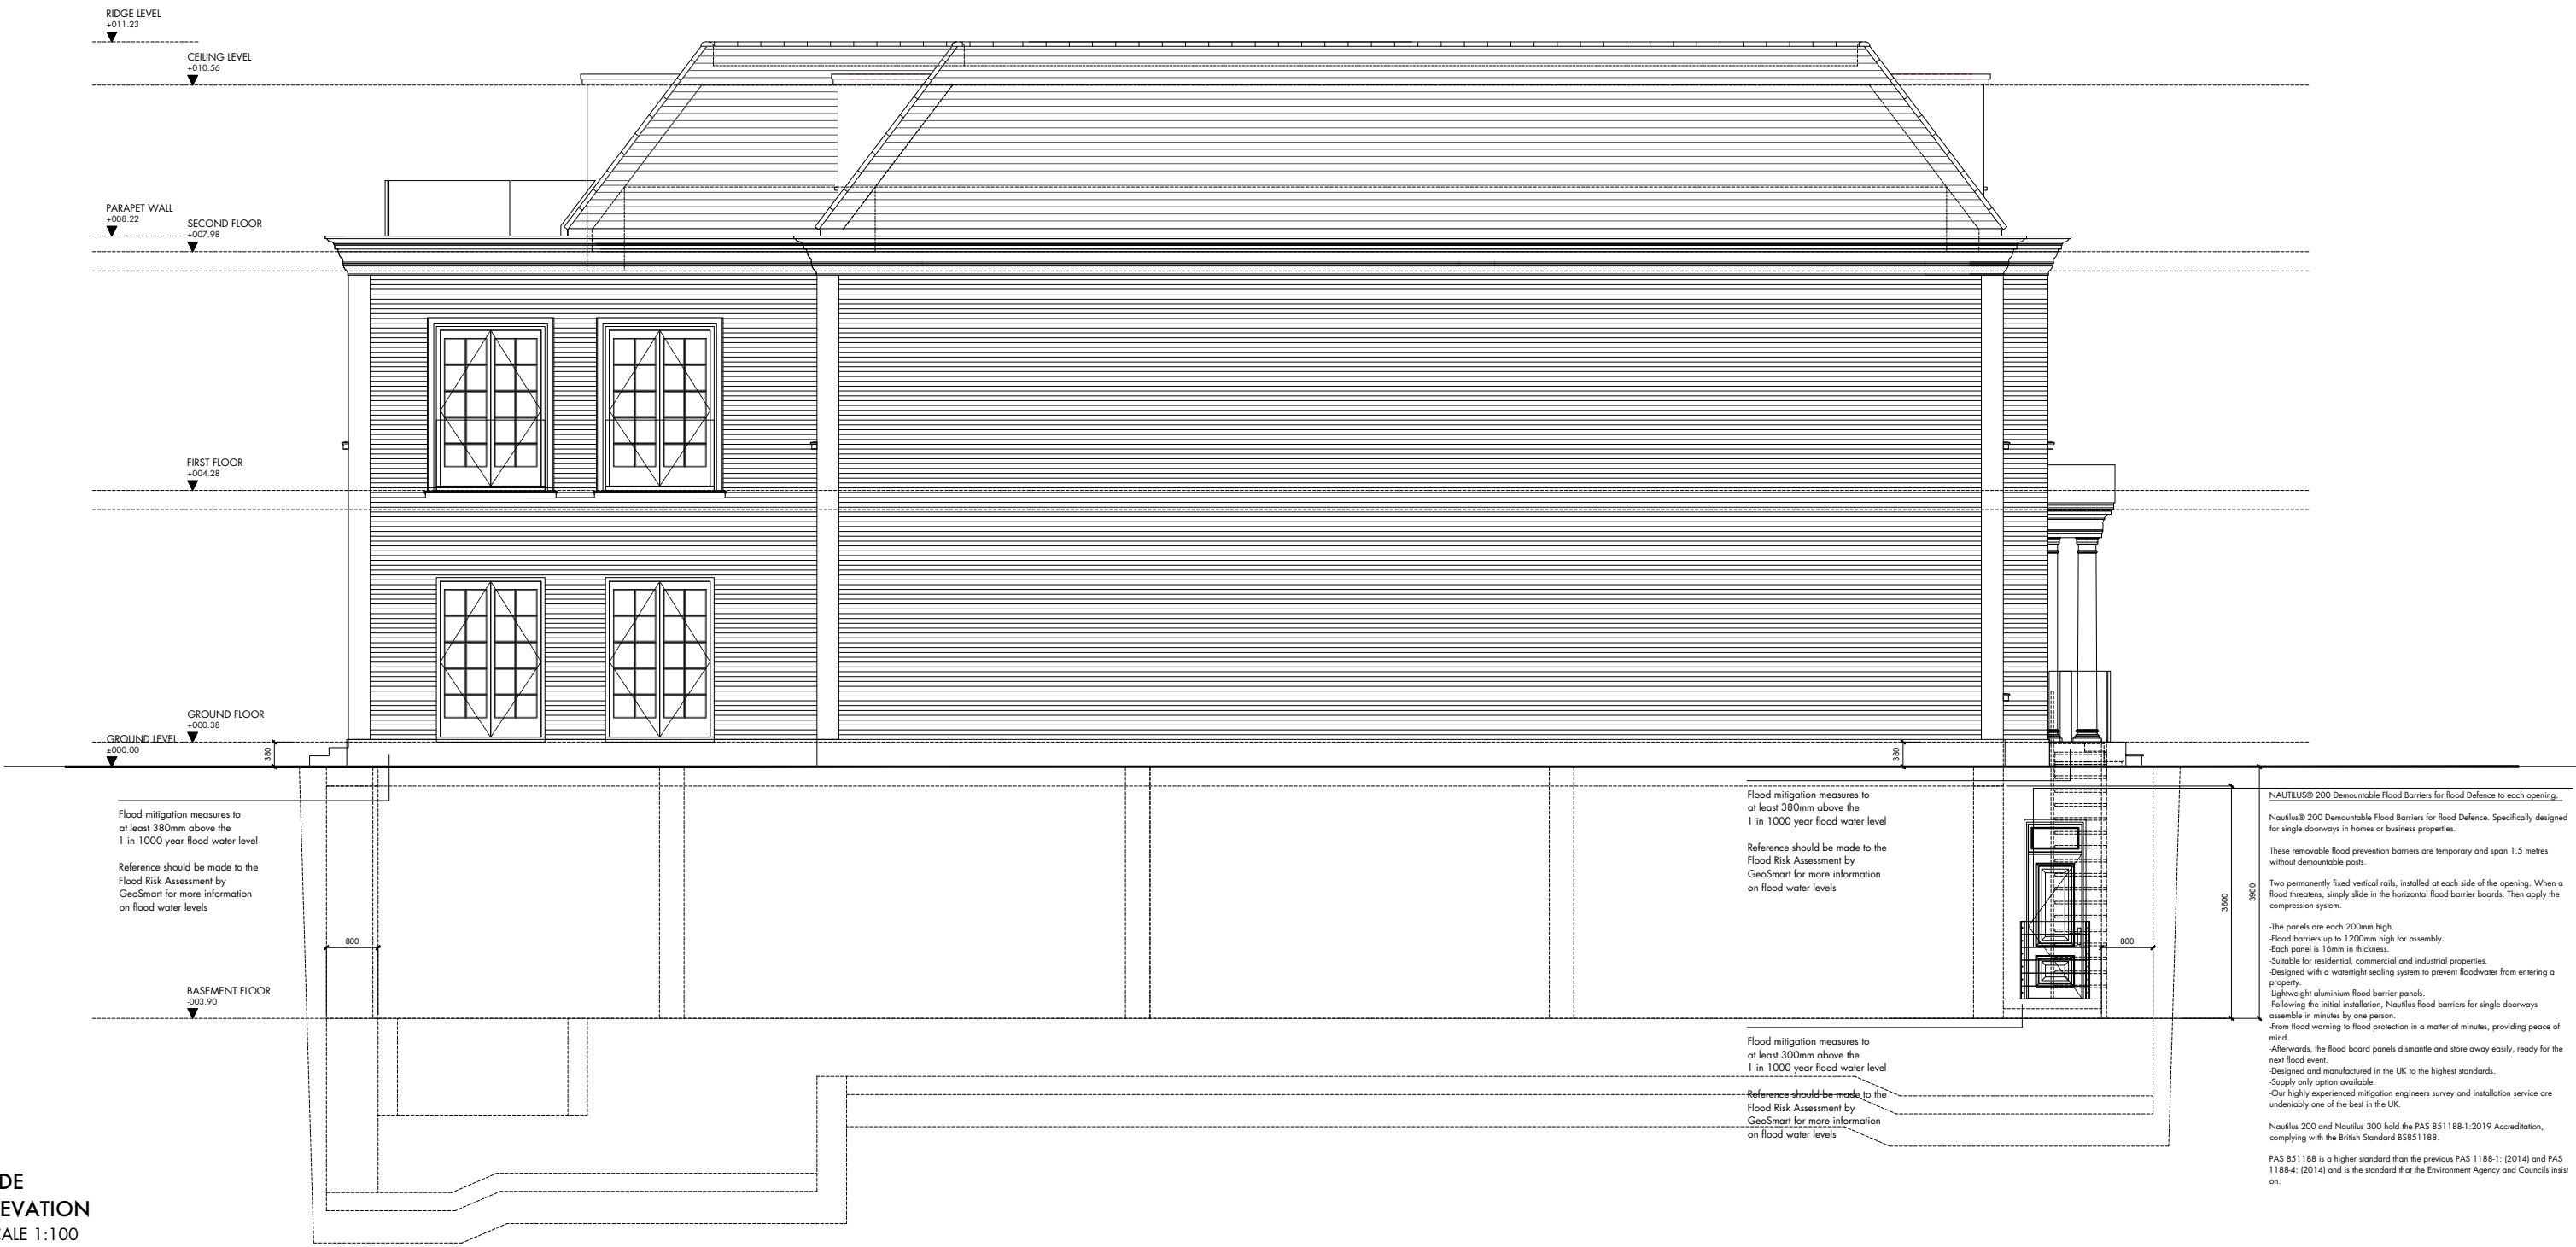 RIDGE LEVEL
+011.23
CEILING LEVEL
+010.56
PARAPET WALL
+008.22
SECOND FLOOR
+007.98
FIRST FLOOR
+004.28
GROUND FLOOR
+000.38
GROUND LEVEL
±000.00
380
380
Flood mitigation measures to
at least 380mm above the
1 in 1000 year flood water level
Reference should be made to the
Flood Risk Assessment by
GeoSmart for more information
on flood water levels
800
BASEMENT FLOOR
-003.90
Flood mitigation measures to
at least 380mm above the
1 in 1000 year flood water level
Reference should be made to the
Flood Risk Assessment by
GeoSmart for more information
on flood water levels
Flood mitigation measures to
at least 300mm above the
1 in 1000 year flood water level
Reference should be made to the
Flood Risk Assessment by
GeoSmart for more information
on flood water levels
800
3600
3900
NAUTILUS® 200 Demountable Flood Barriers for flood Defence to each opening.
Nautilus® 200 Demountable Flood Barriers for flood Defence. Specifically designed
for single doorways in homes or business properties.
These removable flood prevention barriers are temporary and span 1.5 metres
without demountable posts.
Two permanently fixed vertical rails, installed at each side of the opening. When a
flood threatens, simply slide in the horizontal flood barrier boards. Then apply the
compression system.
-The panels are each 200mm high.
-Flood barriers up to 1200mm high for assembly.
-Each panel is 16mm in thickness.
-Suitable for residential, commercial and industrial properties.
-Designed with a watertight sealing system to prevent floodwater from entering a
property.
-Lightweight aluminium flood barrier panels.
-Following the initial installation, Nautilus flood barriers for single doorways
assemble in minutes by one person.
-From flood warning to flood protection in a matter of minutes, providing peace of
mind.
-Afterwards, the flood board panels dismantle and store away easily, ready for the
next flood event.
-Designed and manufactured in the UK to the highest standards.
-Supply only option available.
-Our highly experienced mitigation engineers survey and installation service are
undeniably one of the best in the UK.
Nautilus 200 and Nautilus 300 hold the PAS 851188-1:2019 Accreditation,
complying with the British Standard BS851188.
PAS 851188 is a higher standard than the previous PAS 1188-1: (2014) and PAS
1188-4: (2014) and is the standard that the Environment Agency and Councils insist
on.
DE
EVATION
ALE 1:100